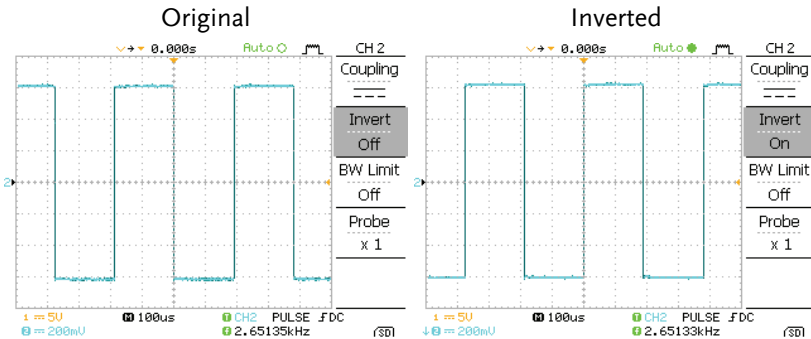 Original
0.000s Auto CH 2
Coupling
Invert
Off
BW Limit
Off
Probe
x 1
2
1 5V M 100us CH2 PULSE DC
2 200mV f 2.65135kHz SD
Inverted
0.000s Auto CH 2
Coupling
Invert
On
BW Limit
Off
Probe
x 1
2
1 5V M 100us CH2 PULSE DC
2 200mV f 2.65133kHz SD